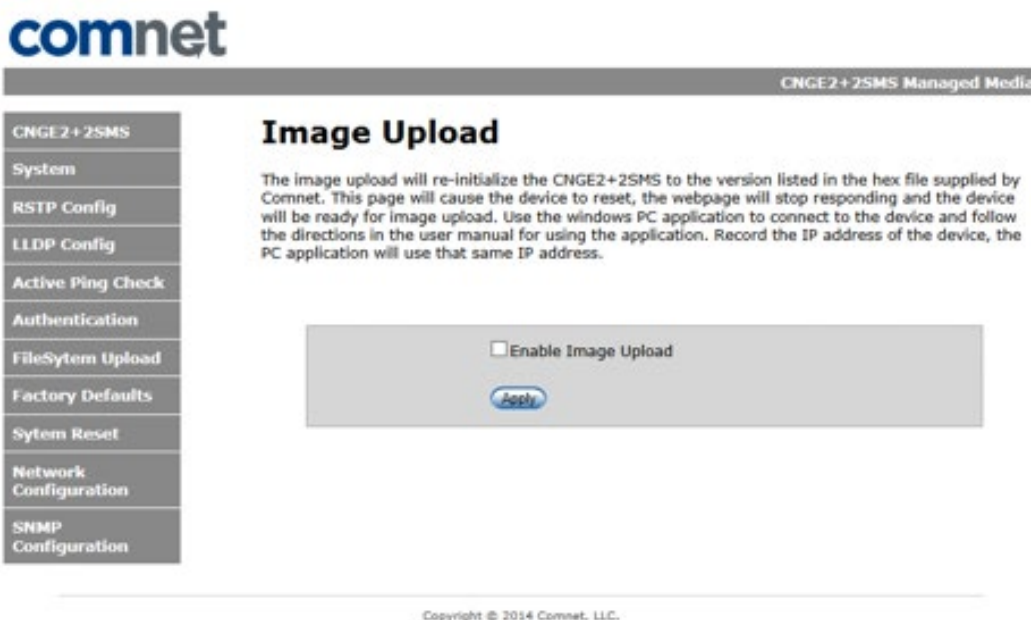 comnet
CNGE2+2SMS Managed Media
CNGE2+2SMS
System
RSTP Config
LLDP Config
Active Ping Check
Authentication
FileSytem Upload
Factory Defaults
Sytem Reset
Network
Configuration
SNMP
Configuration
Image Upload
The image upload will re-initialize the CNGE2+2SMS to the version listed in the hex file supplied by
Comnet. This page will cause the device to reset, the webpage will stop responding and the device
will be ready for image upload. Use the windows PC application to connect to the device and follow
the directions in the user manual for using the application. Record the IP address of the device, the
PC application will use that same IP address.
Enable Image Upload
Apply
Copyright © 2014 Comnet, LLC.